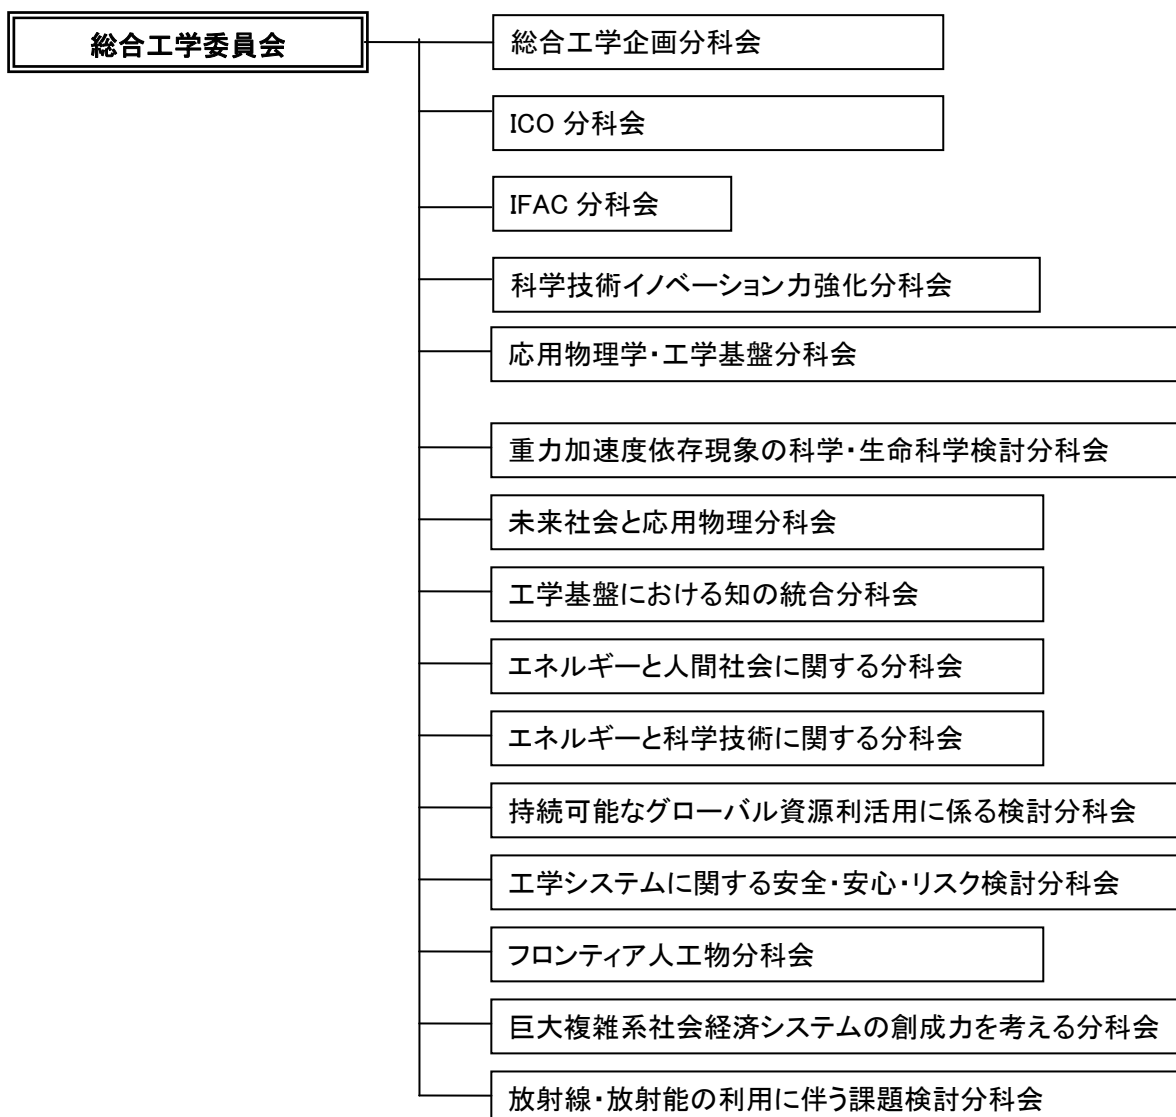 総合工学委員会
総合工学企画分科会
ICO 分科会
IFAC 分科会
科学技術イノベーション力強化分科会
応用物理学・工学基盤分科会
重力加速度依存現象の科学・生命科学検討分科会
未来社会と応用物理分科会
工学基盤における知の統合分科会
エネルギーと人間社会に関する分科会
エネルギーと科学技術に関する分科会
持続可能なグローバル資源利活用に係る検討分科会
工学システムに関する安全・安心・リスク検討分科会
フロンティア人工物分科会
巨大複雑系社会経済システムの創成力を考える分科会
放射線・放射能の利用に伴う課題検討分科会